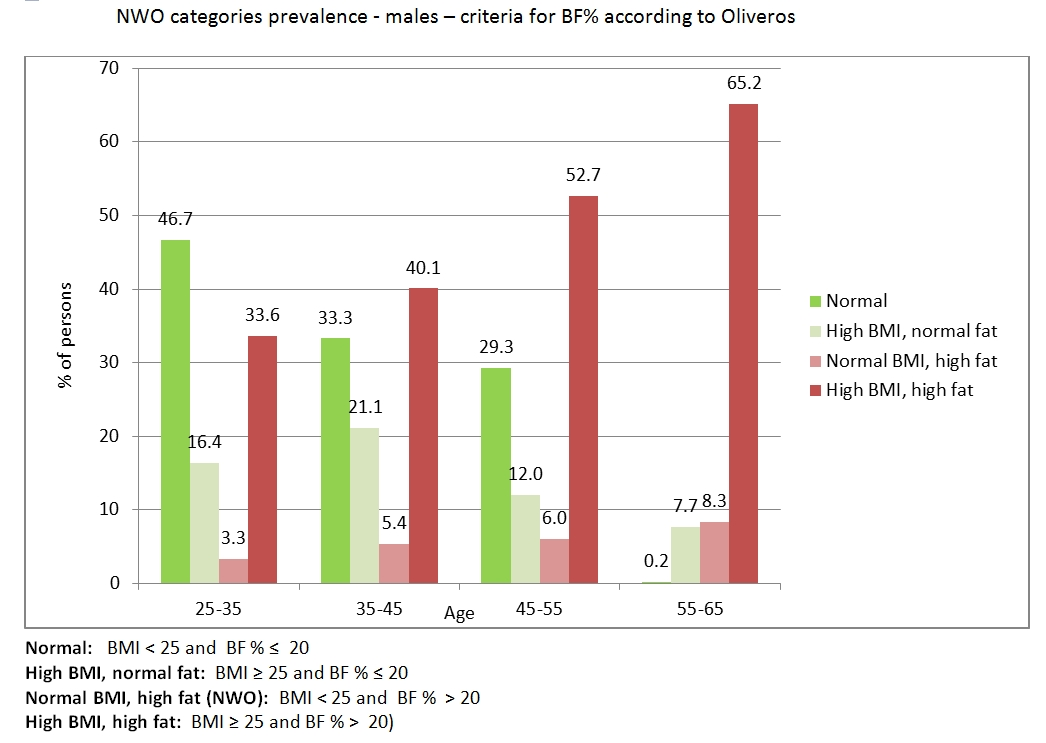 NWO categories prevalence - males – criteria for BF% according to Oliveros
70
65.2
60
52.7
50
46.7
40.1
40
33.6
33.3
30
29.3
21.1
20
16.4
12.0
10
7.7
8.3
6.0
5.4
3.3
0.2
0
% of persons
25-35
35-45
45-55
55-65
Age
Normal
High BMI, normal fat
Normal BMI, high fat
High BMI, high fat
Normal: BMI < 25 and BF % ≤ 20
High BMI, normal fat: BMI ≥ 25 and BF % ≤ 20
Normal BMI, high fat (NWO): BMI < 25 and BF % > 20
High BMI, high fat: BMI ≥ 25 and BF % > 20)